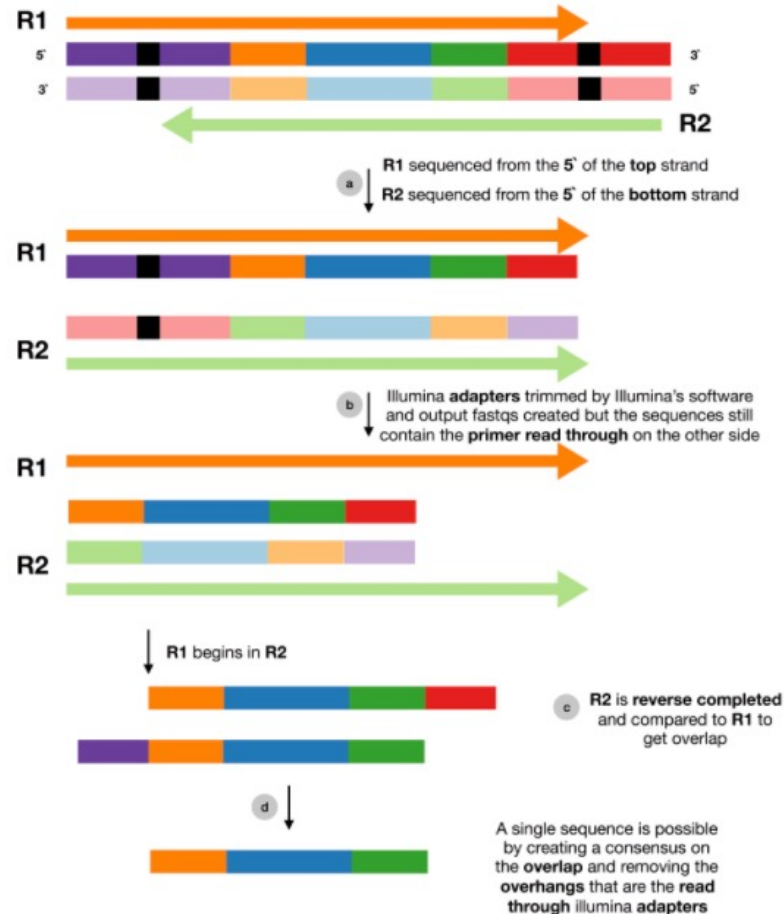 R1
5`
3`
3`
5`
R2
a
R1 sequenced from the 5` of the top strand
R2 sequenced from the 5` of the bottom strand
R1
R2
b
Illumina adapters trimmed by Illumina's software
and output fastqs created but the sequences still
contain the primer read through on the other side
R1
R2
R1 begins in R2
c
R2 is reverse completed
and compared to R1 to
get overlap
d
A single sequence is possible
by creating a consensus on
the overlap and removing the
overhangs that are the read
through illumina adapters